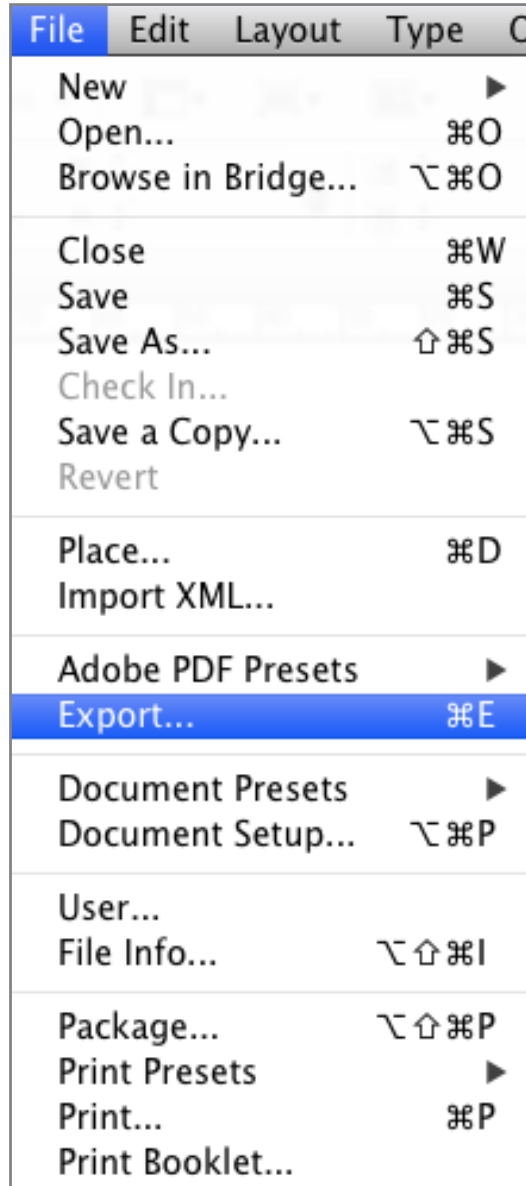 File Edit Layout Type
New ▶
Open... ⌘O
Browse in Bridge... ⌥⌘O
Close ⌘W
Save ⌘S
Save As... ⇧⌘S
Check In...
Save a Copy... ⌥⌘S
Revert
Place... ⌘D
Import XML...
Adobe PDF Presets ▶
Export... ⌘E
Document Presets ▶
Document Setup... ⌥⌘P
User...
File Info... ⌥⇧⌘I
Package... ⌥⇧⌘P
Print Presets ▶
Print... ⌘P
Print Booklet...